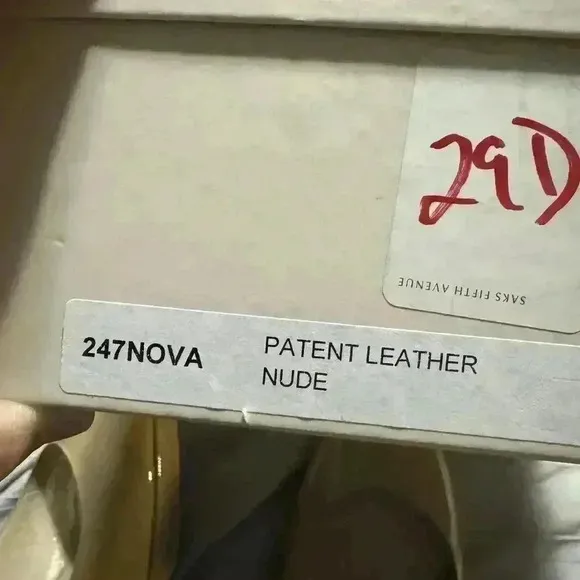 29D
SAKS FIFTH AVENUE
247NOVA
PATENT LEATHER
NUDE